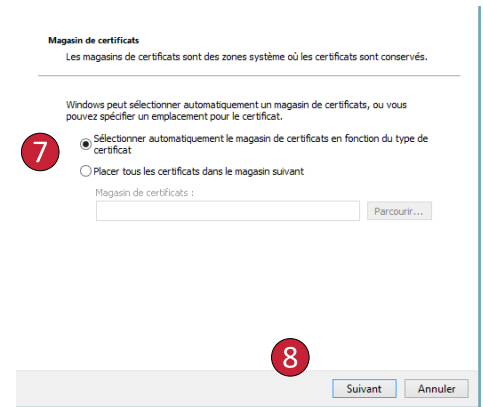 Magasin de certificats
Les magasins de certificats sont des zones système où les certificats sont conservés.
Windows peut sélectionner automatiquement un magasin de certificats, ou vous
pouvez spécifier un emplacement pour le certificat.
7
Sélectionner automatiquement le magasin de certificats en fonction du type de
certificat
Placer tous les certificats dans le magasin suivant
Magasin de certificats :
Parcourir...
8
Suivant Annuler